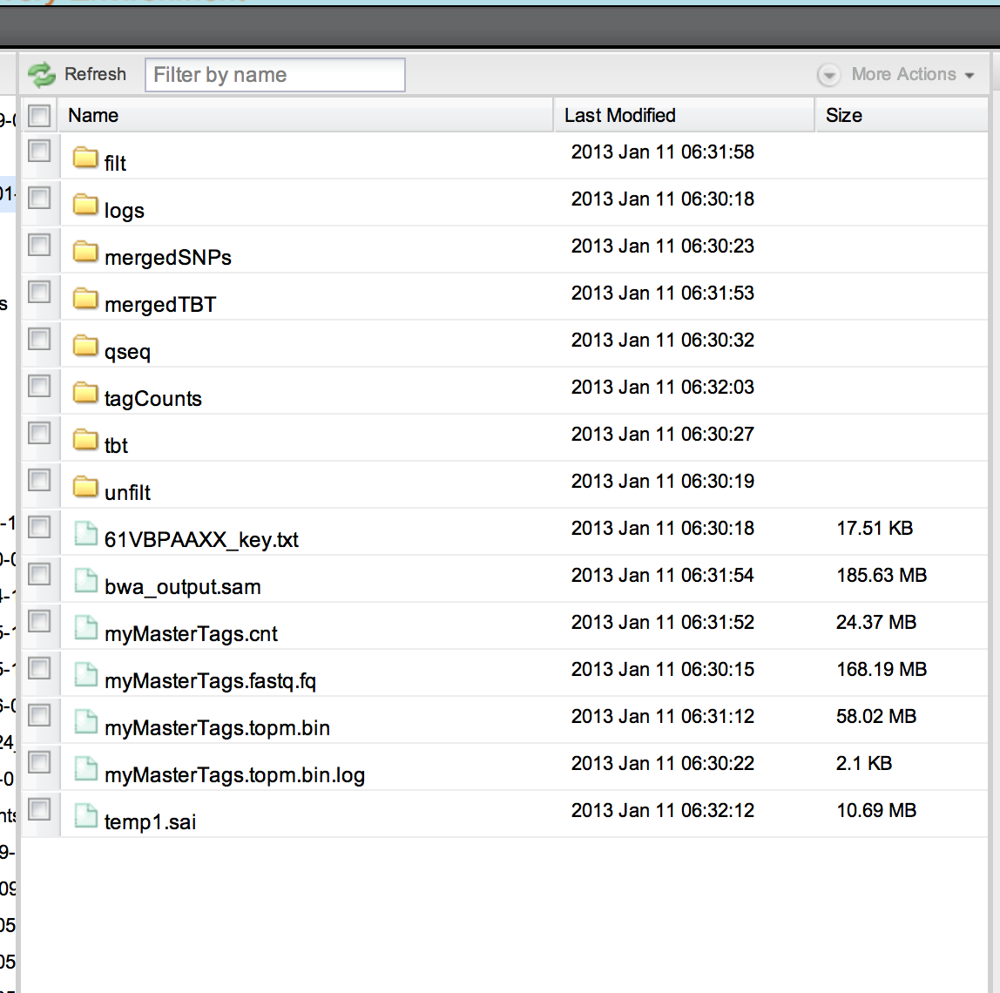 Refresh Filter by name More Actions
Name Last Modified Size
filt 2013 Jan 11 06:31:58
logs 2013 Jan 11 06:30:18
mergedSNPs 2013 Jan 11 06:30:23
mergedTBT 2013 Jan 11 06:31:53
qseq 2013 Jan 11 06:30:32
tagCounts 2013 Jan 11 06:32:03
tbt 2013 Jan 11 06:30:27
unfilt 2013 Jan 11 06:30:19
61VBPAAXX_key.txt 2013 Jan 11 06:30:18 17.51 KB
bwa_output.sam 2013 Jan 11 06:31:54 185.63 MB
myMasterTags.cnt 2013 Jan 11 06:31:52 24.37 MB
myMasterTags.fastq.fq 2013 Jan 11 06:30:15 168.19 MB
myMasterTags.topm.bin 2013 Jan 11 06:31:12 58.02 MB
myMasterTags.topm.bin.log 2013 Jan 11 06:30:22 2.1 KB
temp1.sai 2013 Jan 11 06:32:12 10.69 MB